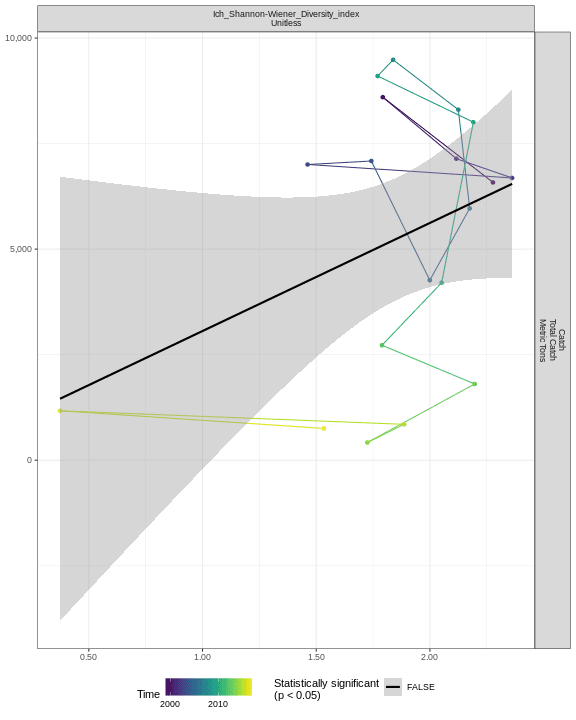 Ich_Shannon-Wiener_Diversity_index
Unitless
10,000
5,000
0
Catch
Total Catch
Metric Tons
0.50
1.00
1.50
2.00
Time
2000
2010
Statistically significant
(p < 0.05)
FALSE